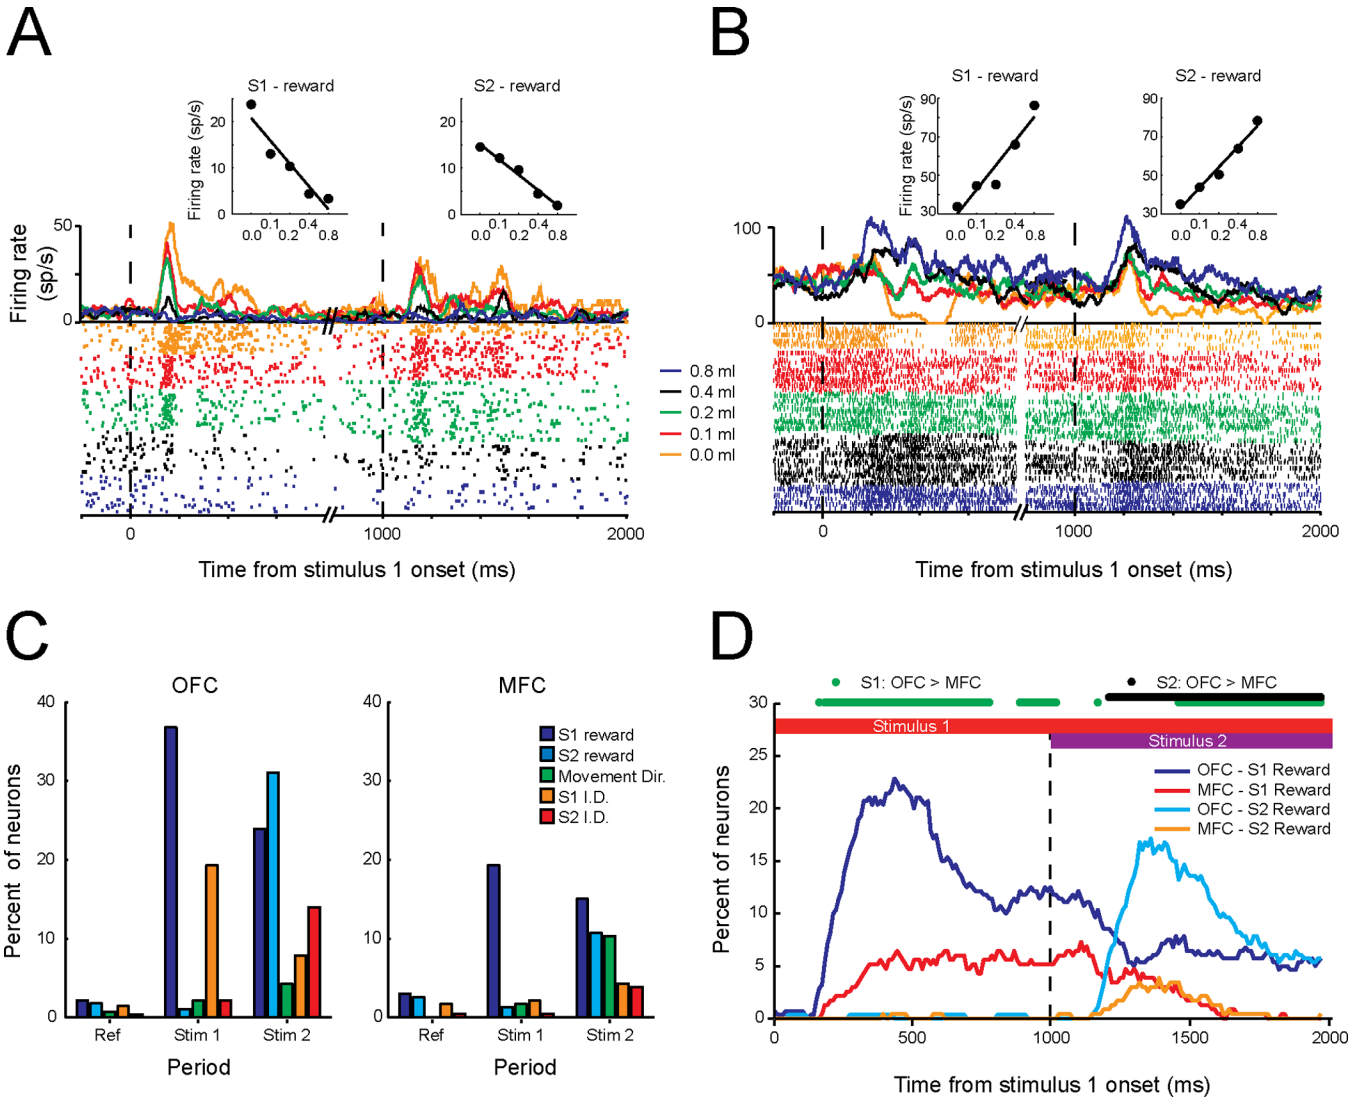 A
B
S1 - reward
S2 - reward
Firing rate (sp/s)
20
10
0
0.0 0.1 0.2 0.4 0.8
20
10
0
0.0 0.1 0.2 0.4 0.8
Firing rate
(sp/s)
50
0
0
1000
2000
Time from stimulus 1 onset (ms)
0.8 ml
0.4 ml
0.2 ml
0.1 ml
0.0 ml
S1 - reward
S2 - reward
Firing rate (sp/s)
90
70
50
30
0.0 0.1 0.2 0.4 0.8
90
70
50
30
0.0 0.1 0.2 0.4 0.8
100
0
0
1000
2000
Time from stimulus 1 onset (ms)
C
OFC
MFC
Percent of neurons
40
30
20
10
0
Ref
Stim 1
Stim 2
Period
40
30
20
10
0
S1 reward
S2 reward
Movement Dir.
S1 I.D.
S2 I.D.
Ref
Stim 1
Stim 2
Period
D
S1: OFC > MFC
S2: OFC > MFC
Stimulus 1
Stimulus 2
OFC - S1 Reward
MFC - S1 Reward
OFC - S2 Reward
MFC - S2 Reward
Percent of neurons
30
25
20
15
10
5
0
0
500
1000
1500
2000
Time from stimulus 1 onset (ms)